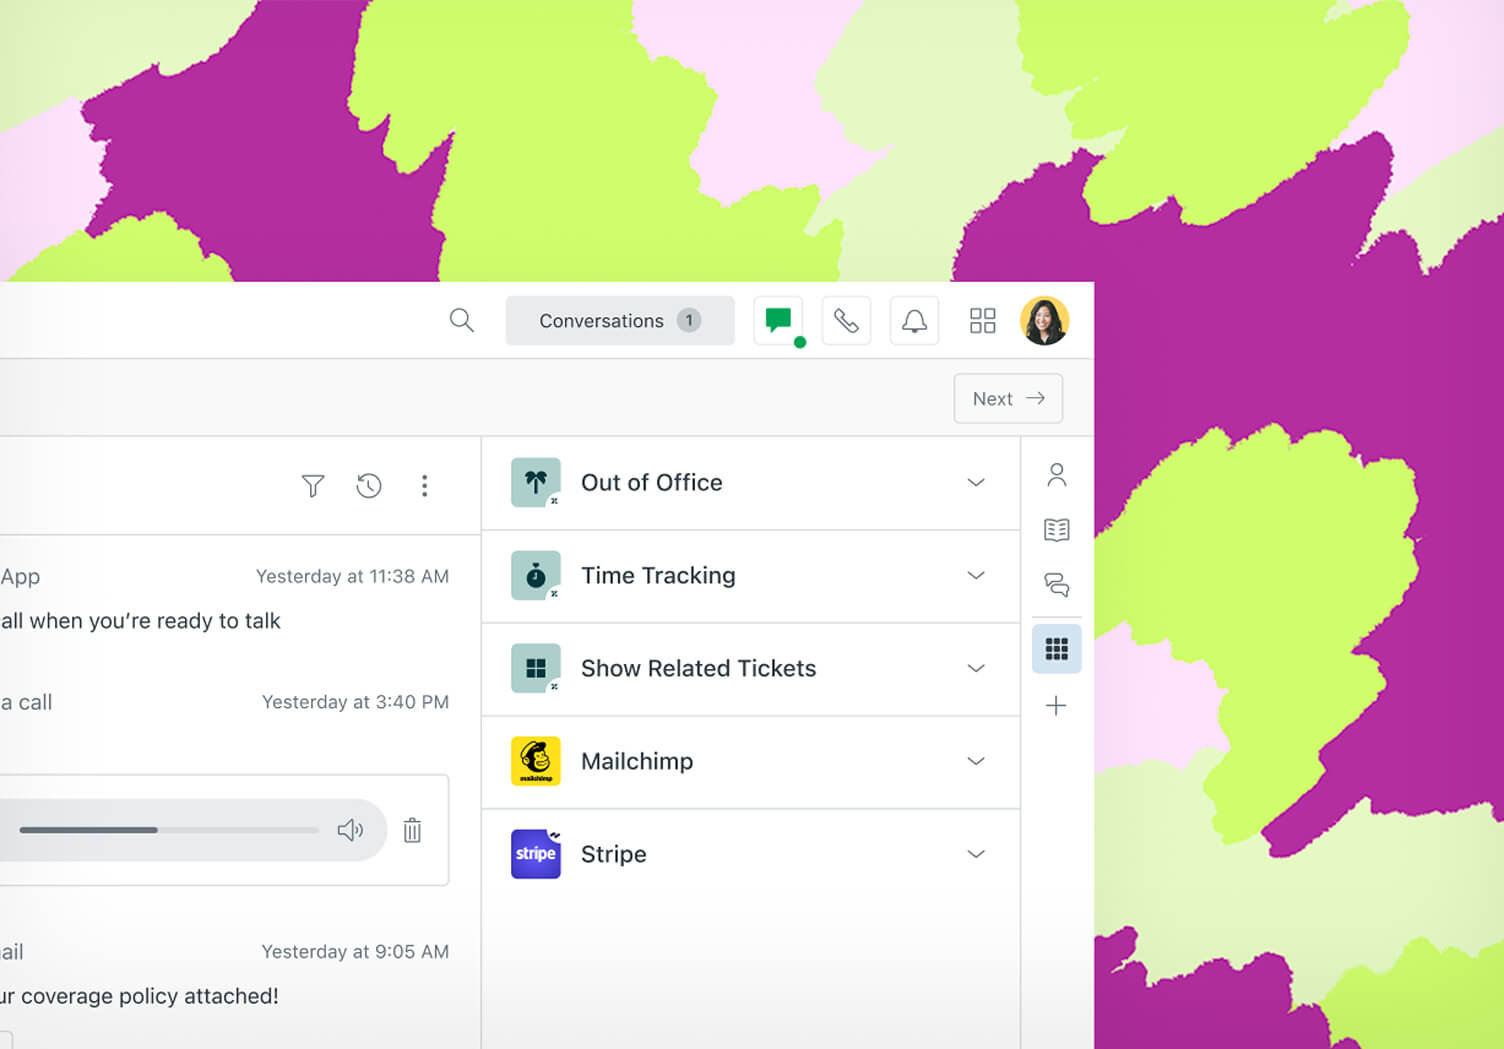 Conversations 1
Next
Out of Office
App
Yesterday at 11:38 AM
Time Tracking
all when you’re ready to talk
Show Related Tickets
a call
Yesterday at 3:40 PM
Mailchimp
mailchimp
stripe
Stripe
ail
Yesterday at 9:05 AM
ur coverage policy attached!